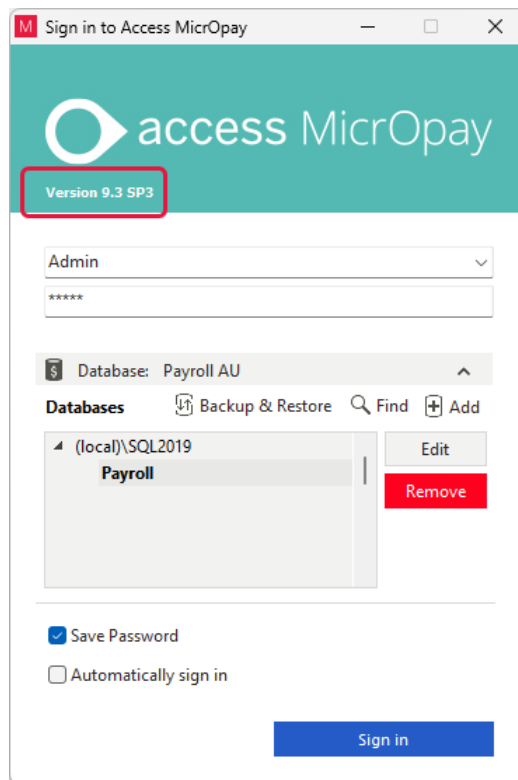 M Sign in to Access MicrOpay
access MicrOpay
Version 9.3 SP3
Admin
*****
Database: Payroll AU
Databases Backup & Restore Find Add
(local)\SQL2019 Edit
Payroll Remove
Save Password
Automatically sign in
Sign in